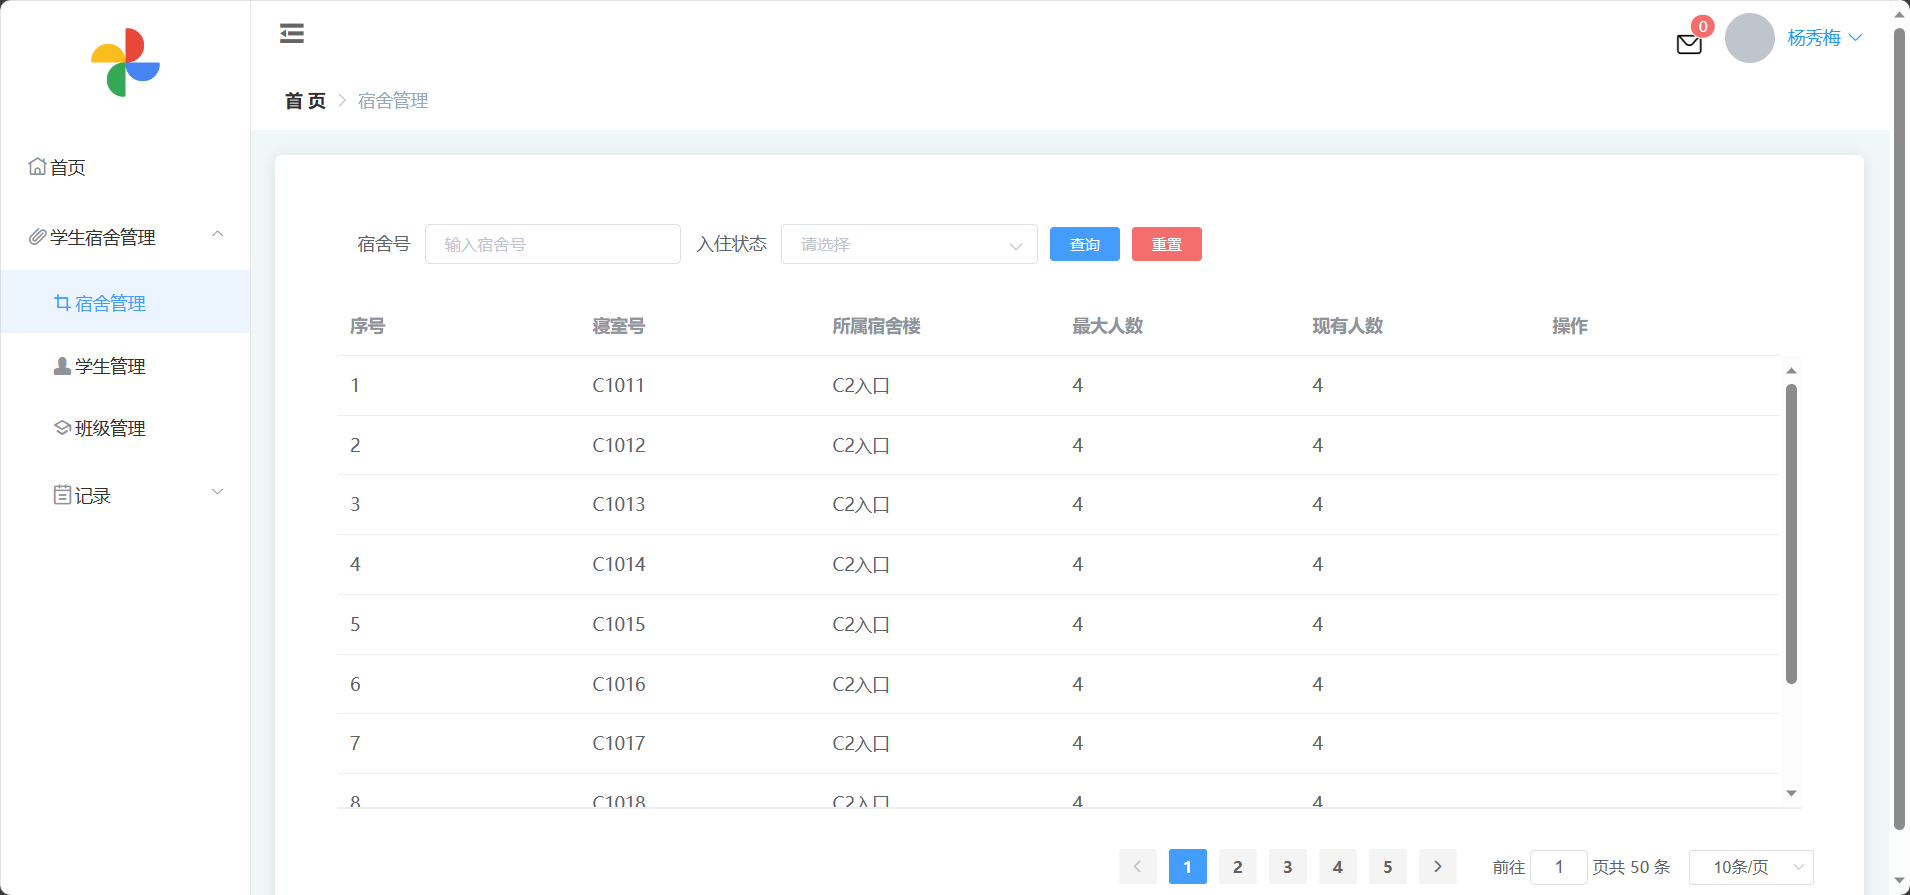 0
杨秀梅
首 页 宿舍管理
首页
学生宿舍管理
宿舍管理
学生管理
班级管理
记录
宿舍号 输入宿舍号 入住状态 请选择 查询 重置
序号 寝室号 所属宿舍楼 最大人数 现有人数 操作
1 C1011 C2入口 4 4
2 C1012 C2入口 4 4
3 C1013 C2入口 4 4
4 C1014 C2入口 4 4
5 C1015 C2入口 4 4
6 C1016 C2入口 4 4
7 C1017 C2入口 4 4
8 C1018 C2入口 4 4
1 2 3 4 5 前往 1 页共 50 条 10条/页